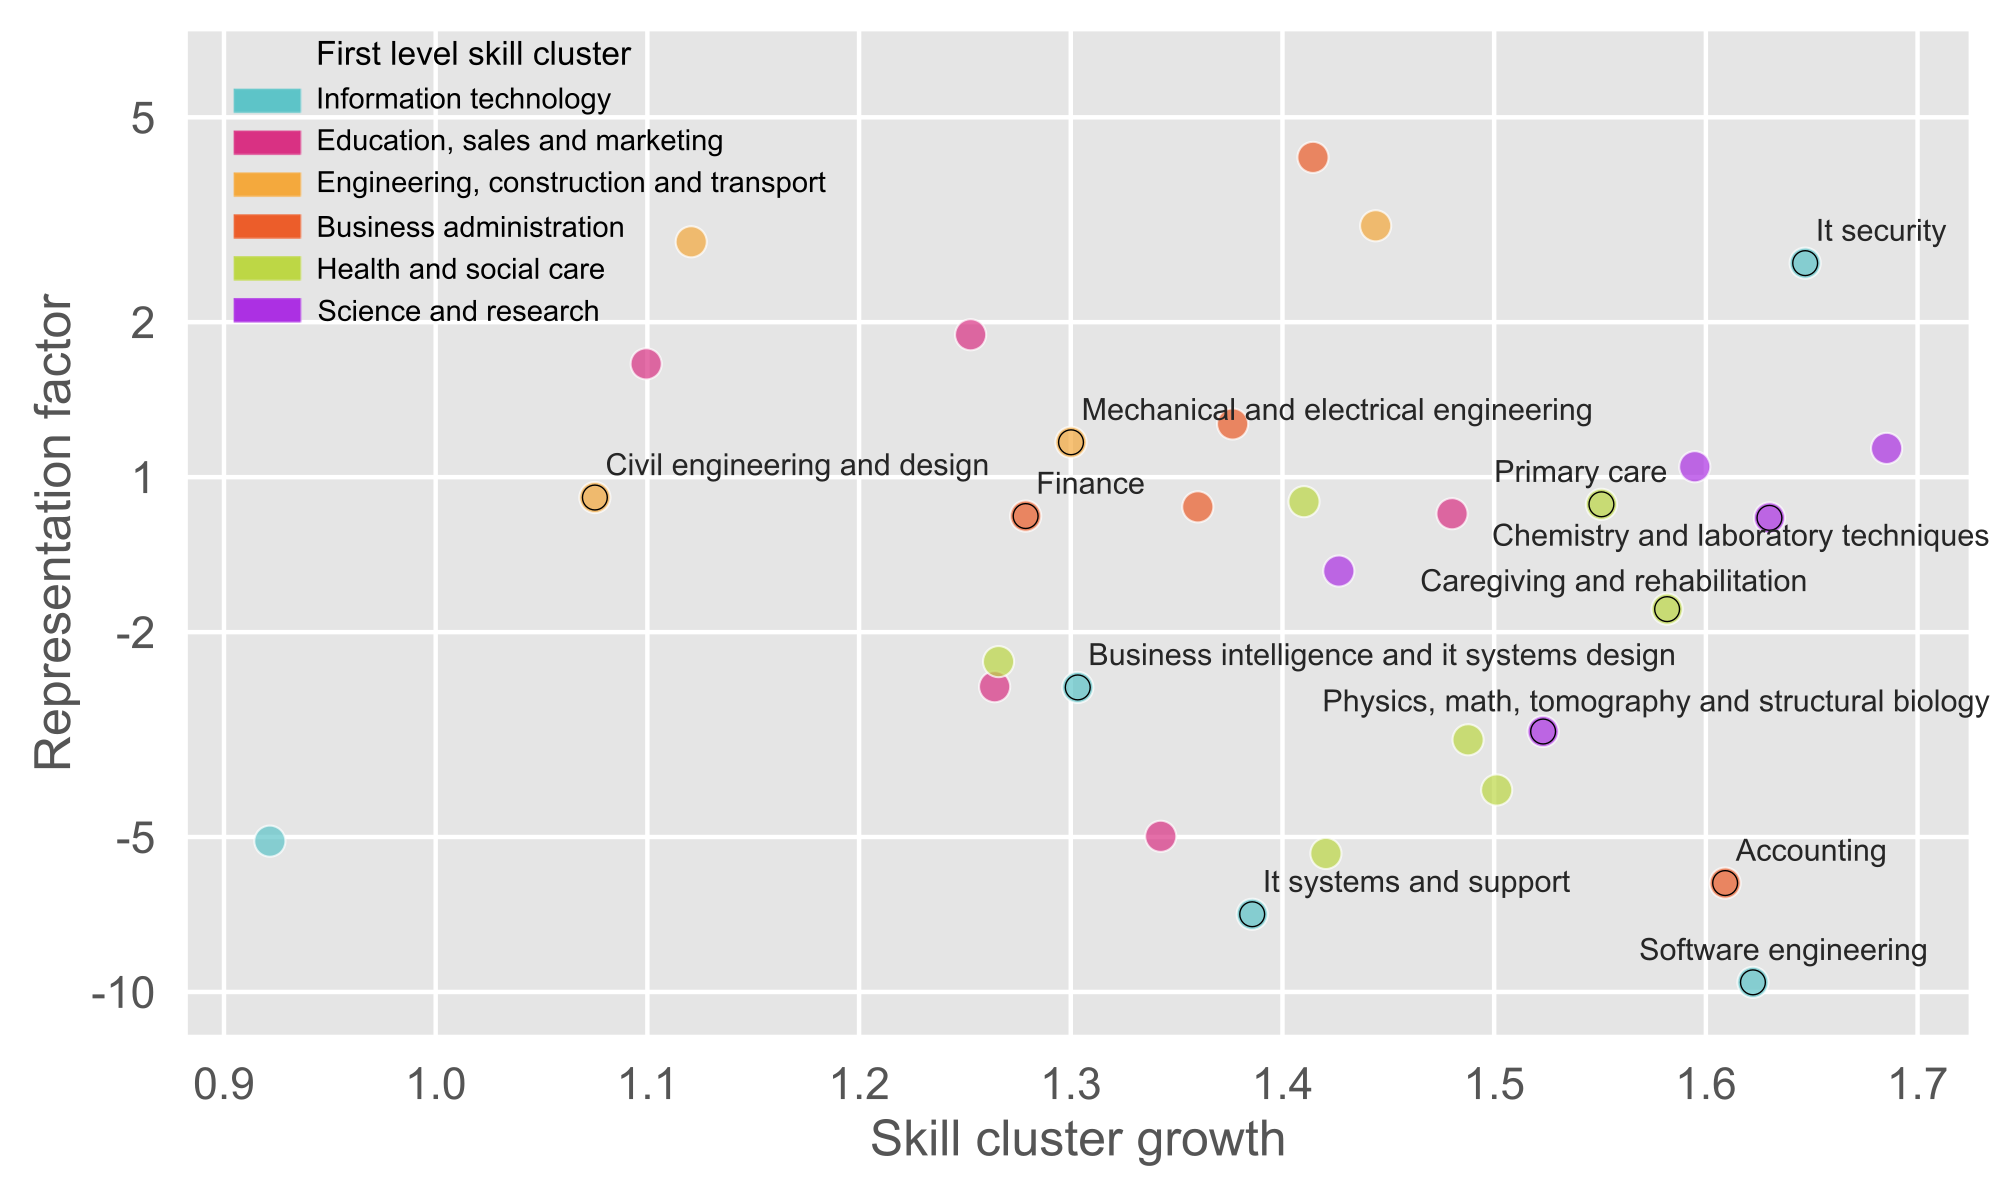 First level skill cluster
Information technology
Education, sales and marketing
Engineering, construction and transport
Business administration
Health and social care
Science and research
5
2
1
-2
-5
-10
Representation factor
It security
Mechanical and electrical engineering
Civil engineering and design
Primary care
Finance
Chemistry and laboratory techniques
Caregiving and rehabilitation
Business intelligence and it systems design
Physics, math, tomography and structural biology
Accounting
It systems and support
Software engineering
0.9 1.0 1.1 1.2 1.3 1.4 1.5 1.6 1.7
Skill cluster growth